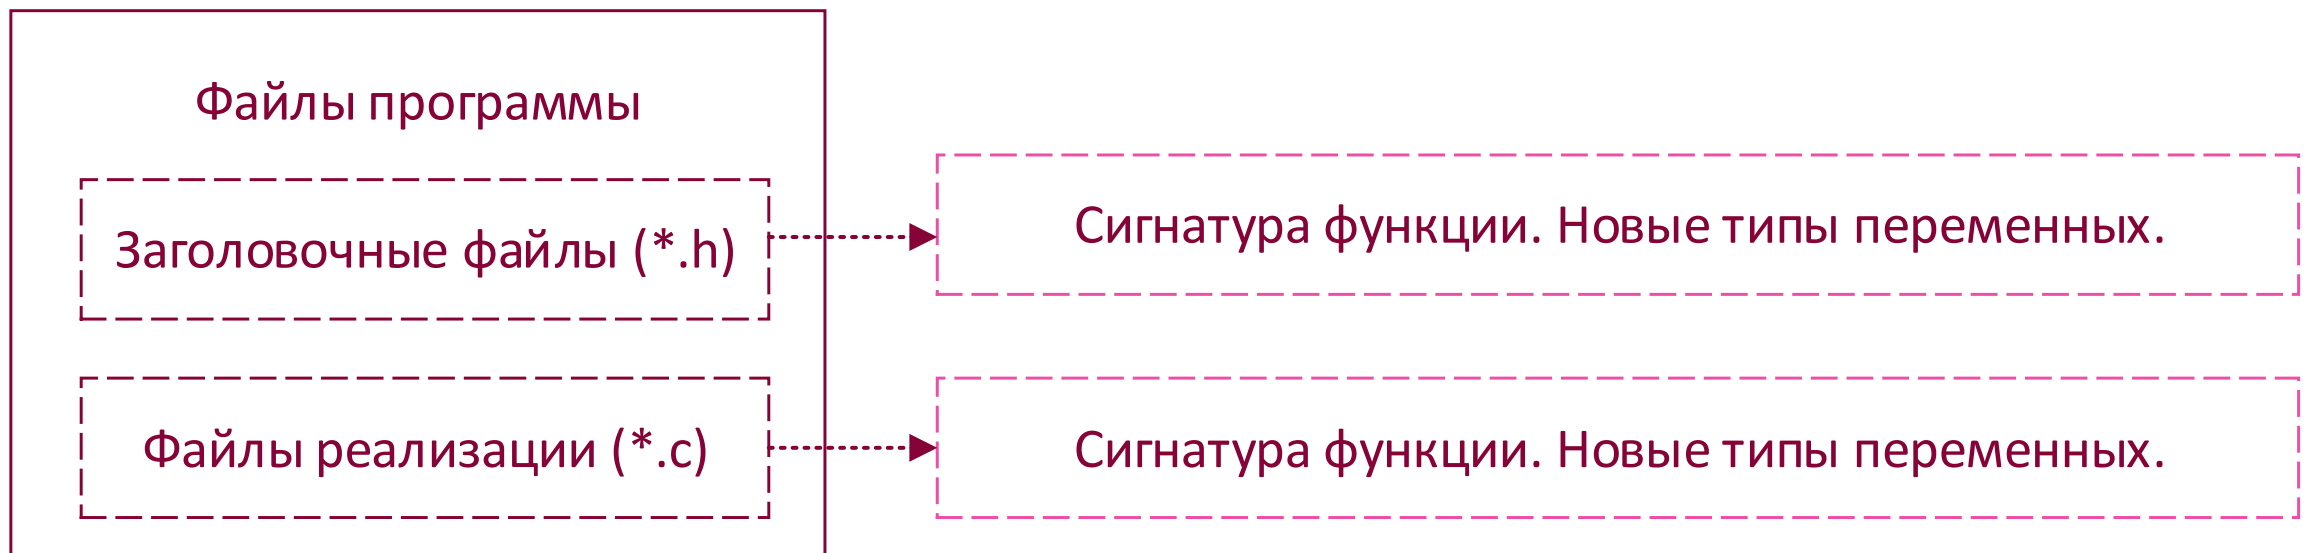 Файлы программы
Заголовочные файлы (*.h)
Сигнатура функции. Новые типы переменных.
Файлы реализации (*.c)
Сигнатура функции. Новые типы переменных.